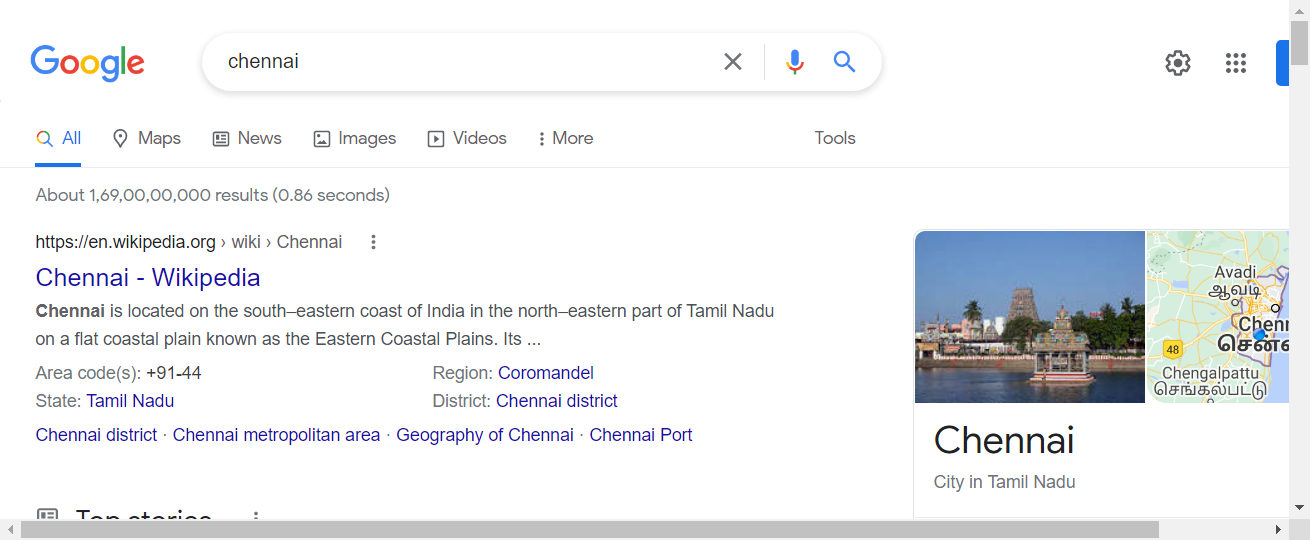 Google
chennai
All Maps News Images Videos More Tools
About 1,69,00,00,000 results (0.86 seconds)
https://en.wikipedia.org › wiki › Chennai
Chennai - Wikipedia
Chennai is located on the south–eastern coast of India in the north–eastern part of Tamil Nadu
on a flat coastal plain known as the Eastern Coastal Plains. Its ...
Area code(s): +91-44 Region: Coromandel
State: Tamil Nadu District: Chennai district
Chennai district · Chennai metropolitan area · Geography of Chennai · Chennai Port
Top stories
Avadi
ஆவடி
48
Chengalpattu
செங்கல்பட்டு
Chennai
City in Tamil Nadu